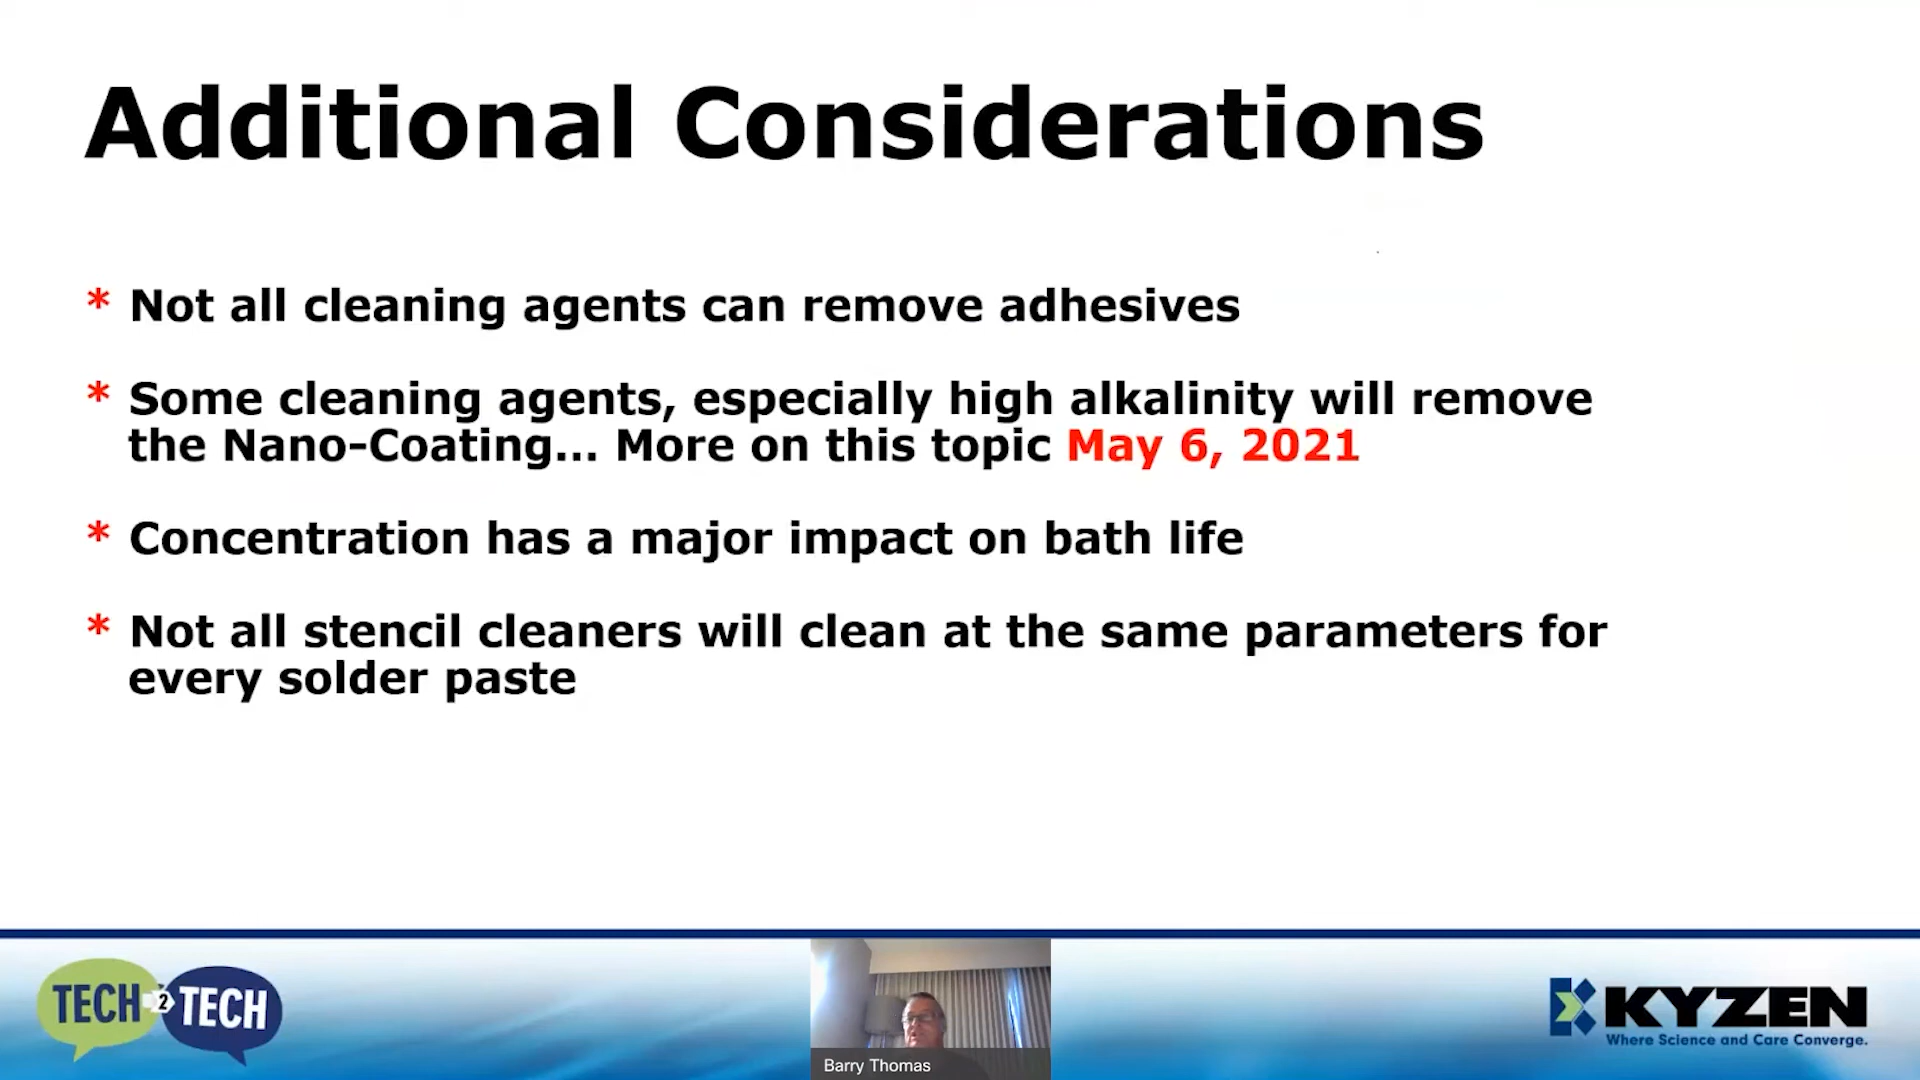 Additional Considerations
* Not all cleaning agents can remove adhesives
* Some cleaning agents, especially high alkalinity will remove
the Nano-Coating... More on this topic May 6, 2021
* Concentration has a major impact on bath life
* Not all stencil cleaners will clean at the same parameters for
every solder paste
TECH 2 TECH
Barry Thomas
KYZEN
Where Science and Care Converge.